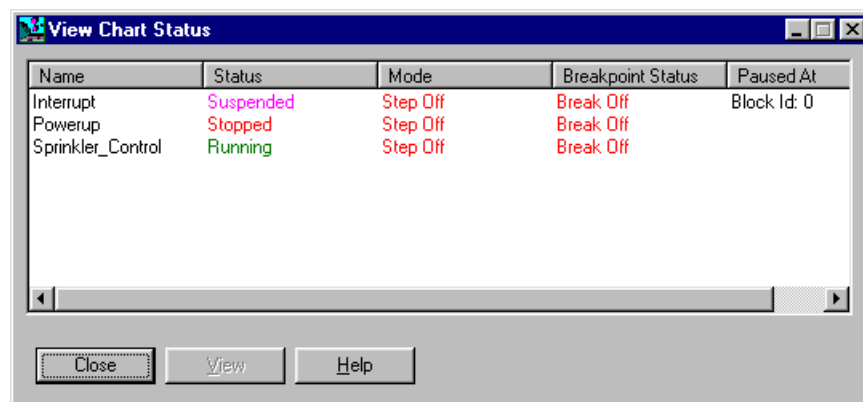 View Chart Status
Name Status Mode Breakpoint Status Paused At
Interrupt Suspended Step Off Break Off Block Id: 0
Powerup Stopped Step Off Break Off
Sprinkler_Control Running Step Off Break Off
Close View Help